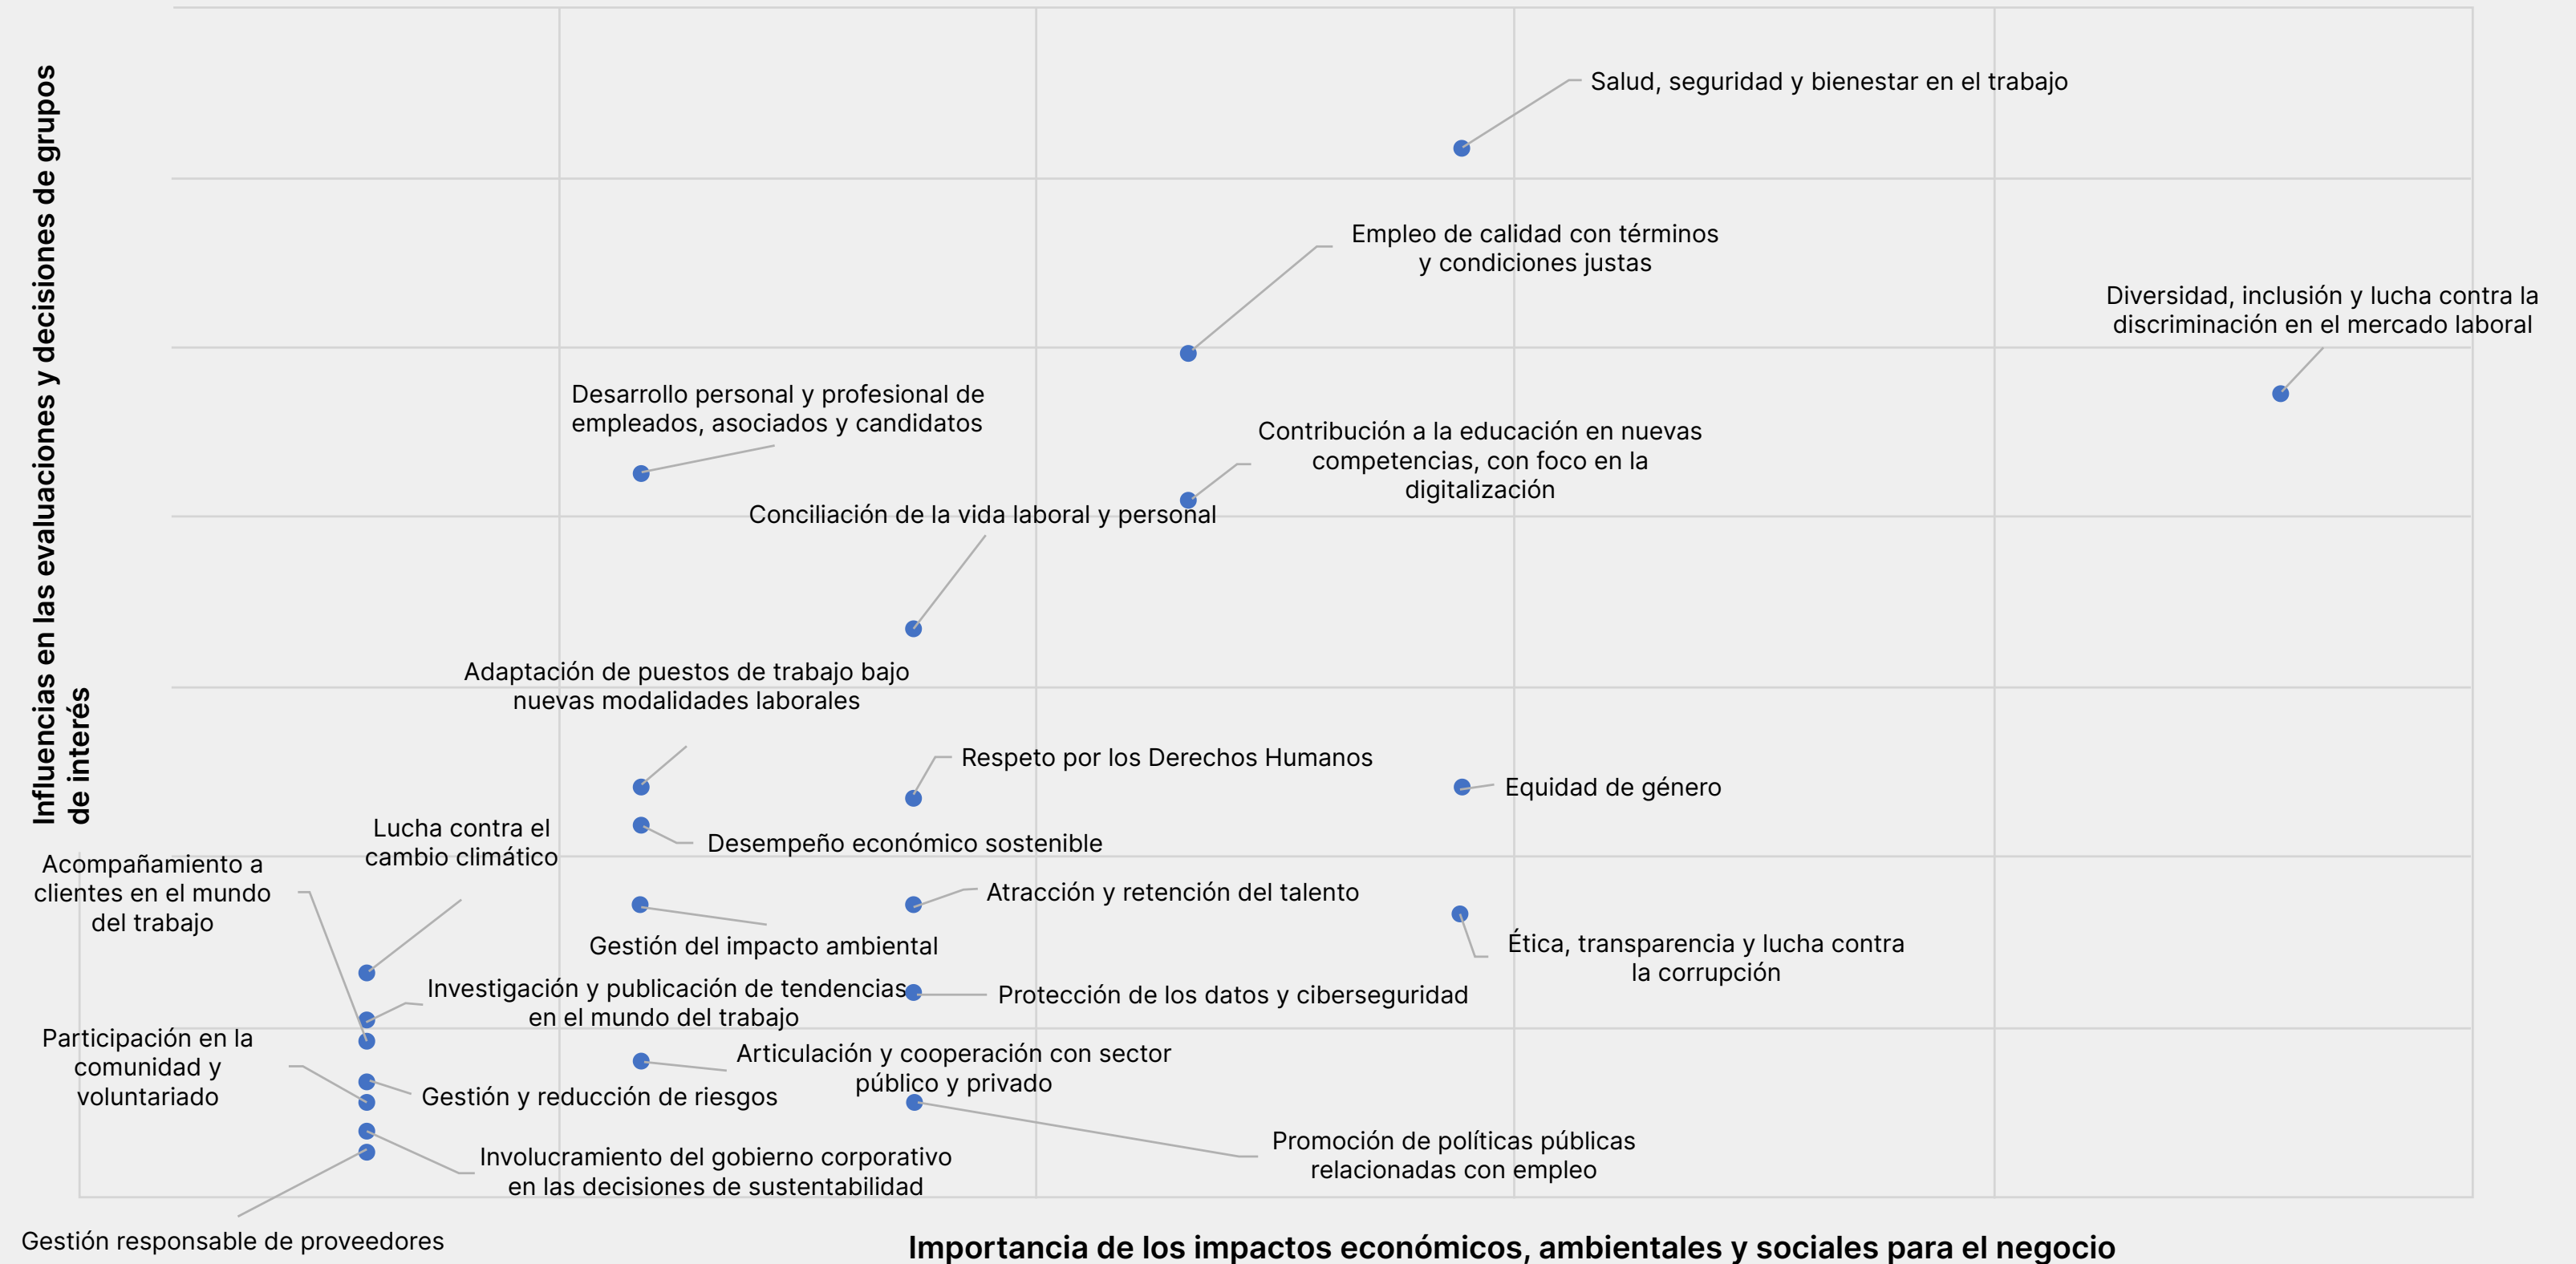 Influencias en las evaluaciones y decisiones de grupos
de interés
Salud, seguridad y bienestar en el trabajo
Empleo de calidad con términos
y condiciones justas
Diversidad, inclusión y lucha contra la
discriminación en el mercado laboral
Desarrollo personal y profesional de
empleados, asociados y candidatos
Contribución a la educación en nuevas
competencias, con foco en la
digitalización
Conciliación de la vida laboral y personal
Adaptación de puestos de trabajo bajo
nuevas modalidades laborales
Respeto por los Derechos Humanos
Equidad de género
Lucha contra el
cambio climático
Desempeño económico sostenible
Acompañamiento a
clientes en el mundo
del trabajo
Atracción y retención del talento
Gestión del impacto ambiental
Ética, transparencia y lucha contra
la corrupción
Investigación y publicación de tendencias
en el mundo del trabajo
Protección de los datos y ciberseguridad
Participación en la
comunidad y
voluntariado
Articulación y cooperación con sector
público y privado
Gestión y reducción de riesgos
Promoción de políticas públicas
relacionadas con empleo
Involucramiento del gobierno corporativo
en las decisiones de sustentabilidad
Gestión responsable de proveedores
Importancia de los impactos económicos, ambientales y sociales para el negocio